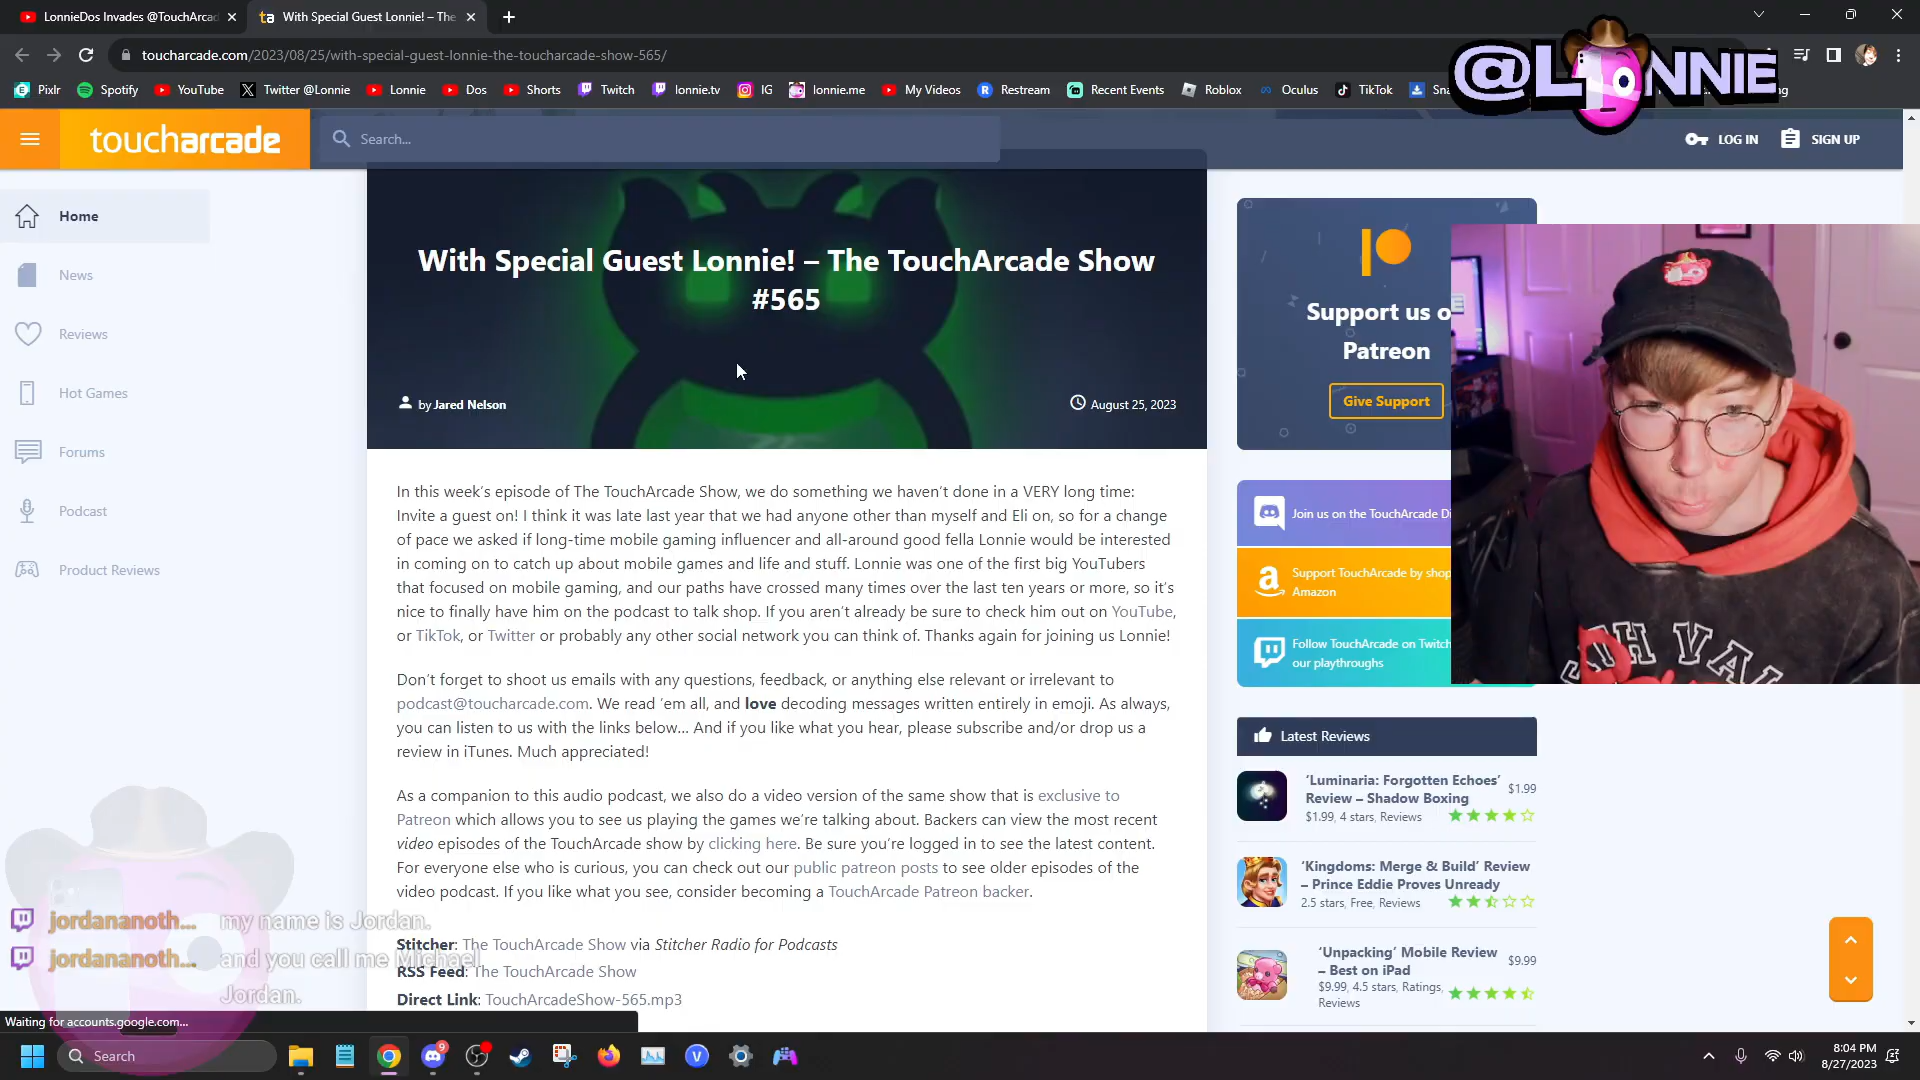 LonnieDos Invades @TouchArcad
With Special Guest Lonnie! – The
toucharcade.com/2023/08/25/with-special-guest-lonnie-the-toucharcade-show-565/
Pixlr
Spotify
YouTube
Twitter @Lonnie
Lonnie
Dos
Shorts
Twitch
lonnie.tv
IG
lonnie.me
My Videos
Restream
Recent Events
Roblox
Oculus
TikTok
@LONNIE
toucharcade
Search...
LOG IN
SIGN UP
Home
News
Reviews
Hot Games
Forums
Podcast
Product Reviews
With Special Guest Lonnie! – The TouchArcade Show
#565
by Jared Nelson
August 25, 2023
In this week's episode of The TouchArcade Show, we do something we haven't done in a VERY long time:
Invite a guest on! I think it was late last year that we had anyone other than myself and Eli on, so for a change
of pace we asked if long-time mobile gaming influencer and all-around good fella Lonnie would be interested
in coming on to catch up about mobile games and life and stuff. Lonnie was one of the first big YouTubers
that focused on mobile gaming, and our paths have crossed many times over the last ten years or more, so it's
nice to finally have him on the podcast to talk shop. If you aren't already be sure to check him out on YouTube,
or TikTok, or Twitter or probably any other social network you can think of. Thanks again for joining us Lonnie!
Don't forget to shoot us emails with any questions, feedback, or anything else relevant or irrelevant to
podcast@toucharcade.com. We read 'em all, and love decoding messages written entirely in emoji. As always,
you can listen to us with the links below... And if you like what you hear, please subscribe and/or drop us a
review in iTunes. Much appreciated!
As a companion to this audio podcast, we also do a video version of the same show that is exclusive to
Patreon which allows you to see us playing the games we're talking about. Backers can view the most recent
video episodes of the TouchArcade show by clicking here. Be sure you're logged in to see the latest content.
For everyone else who is curious, you can check out our public patreon posts to see older episodes of the
video podcast. If you like what you see, consider becoming a TouchArcade Patreon backer.
Stitcher: The TouchArcade Show via Stitcher Radio for Podcasts
RSS Feed: The TouchArcade Show
Direct Link: TouchArcadeShow-565.mp3
Support us o
Patreon
Give Support
Join us on the TouchArcade Di
Support TouchArcade by shop
Amazon
Follow TouchArcade on Twitch
our playthroughs
Latest Reviews
'Luminaria: Forgotten Echoes'
Review – Shadow Boxing
$1.99
$1.99, 4 stars, Reviews
'Kingdoms: Merge & Build' Review
– Prince Eddie Proves Unready
2.5 stars, Free, Reviews
'Unpacking' Mobile Review
– Best on iPad
$9.99
$9.99, 4.5 stars, Ratings,
Reviews
jordananoth... my name is Jordan.
jordananoth... and you call me Michael
Jordan.
Waiting for accounts.google.com...
Search
9
8:04 PM
8/27/2023